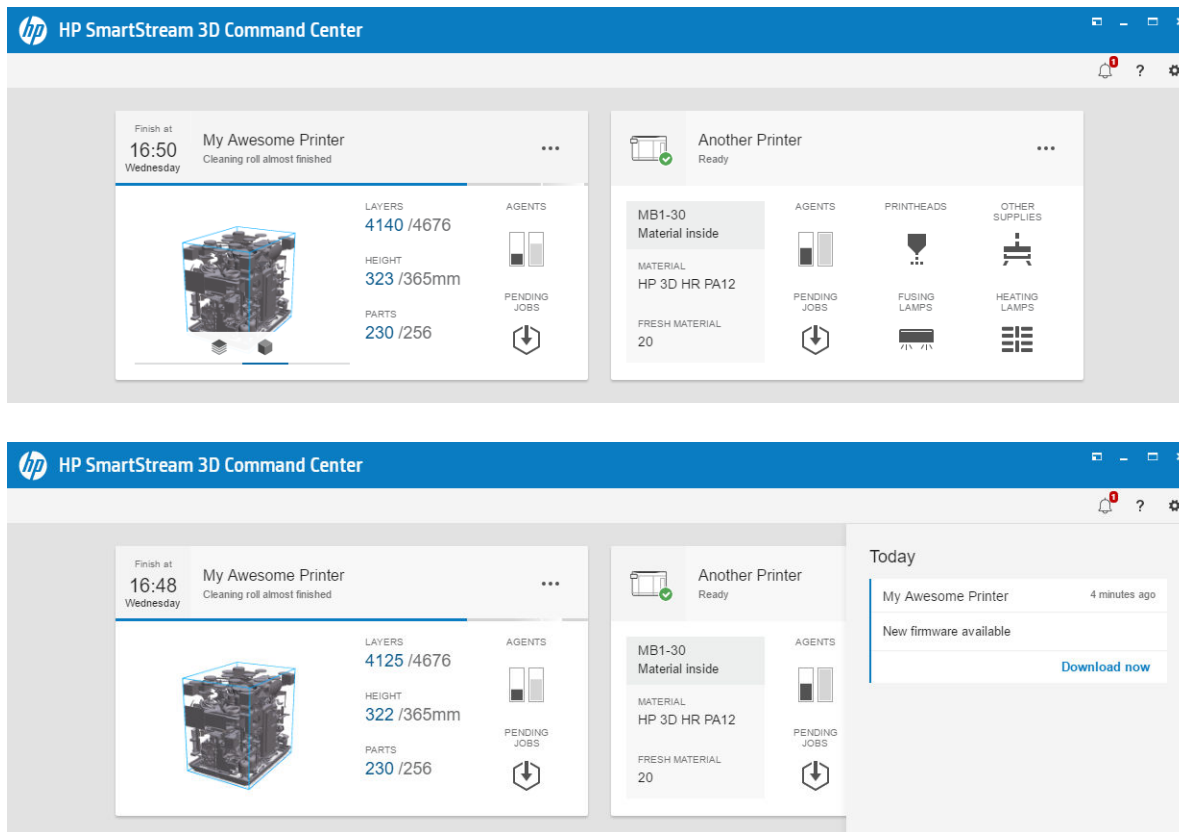 hp HP SmartStream 3D Command Center
1
?
Finish at
16:50
Wednesday
My Awesome Printer
Cleaning roll almost finished
LAYERS
4140 /4676
HEIGHT
323 /365mm
PARTS
230 /256
AGENTS
PENDING
JOBS
Another Printer
Ready
MB1-30
Material inside
MATERIAL
HP 3D HR PA12
FRESH MATERIAL
20
AGENTS
PRINTHEADS
OTHER
SUPPLIES
PENDING
JOBS
FUSING
LAMPS
HEATING
LAMPS
hp HP SmartStream 3D Command Center
1
?
Finish at
16:48
Wednesday
My Awesome Printer
Cleaning roll almost finished
LAYERS
4125 /4676
HEIGHT
322 /365mm
PARTS
230 /256
AGENTS
PENDING
JOBS
Another Printer
Ready
MB1-30
Material inside
MATERIAL
HP 3D HR PA12
FRESH MATERIAL
20
AGENTS
PENDING
JOBS
Today
My Awesome Printer
4 minutes ago
New firmware available
Download now